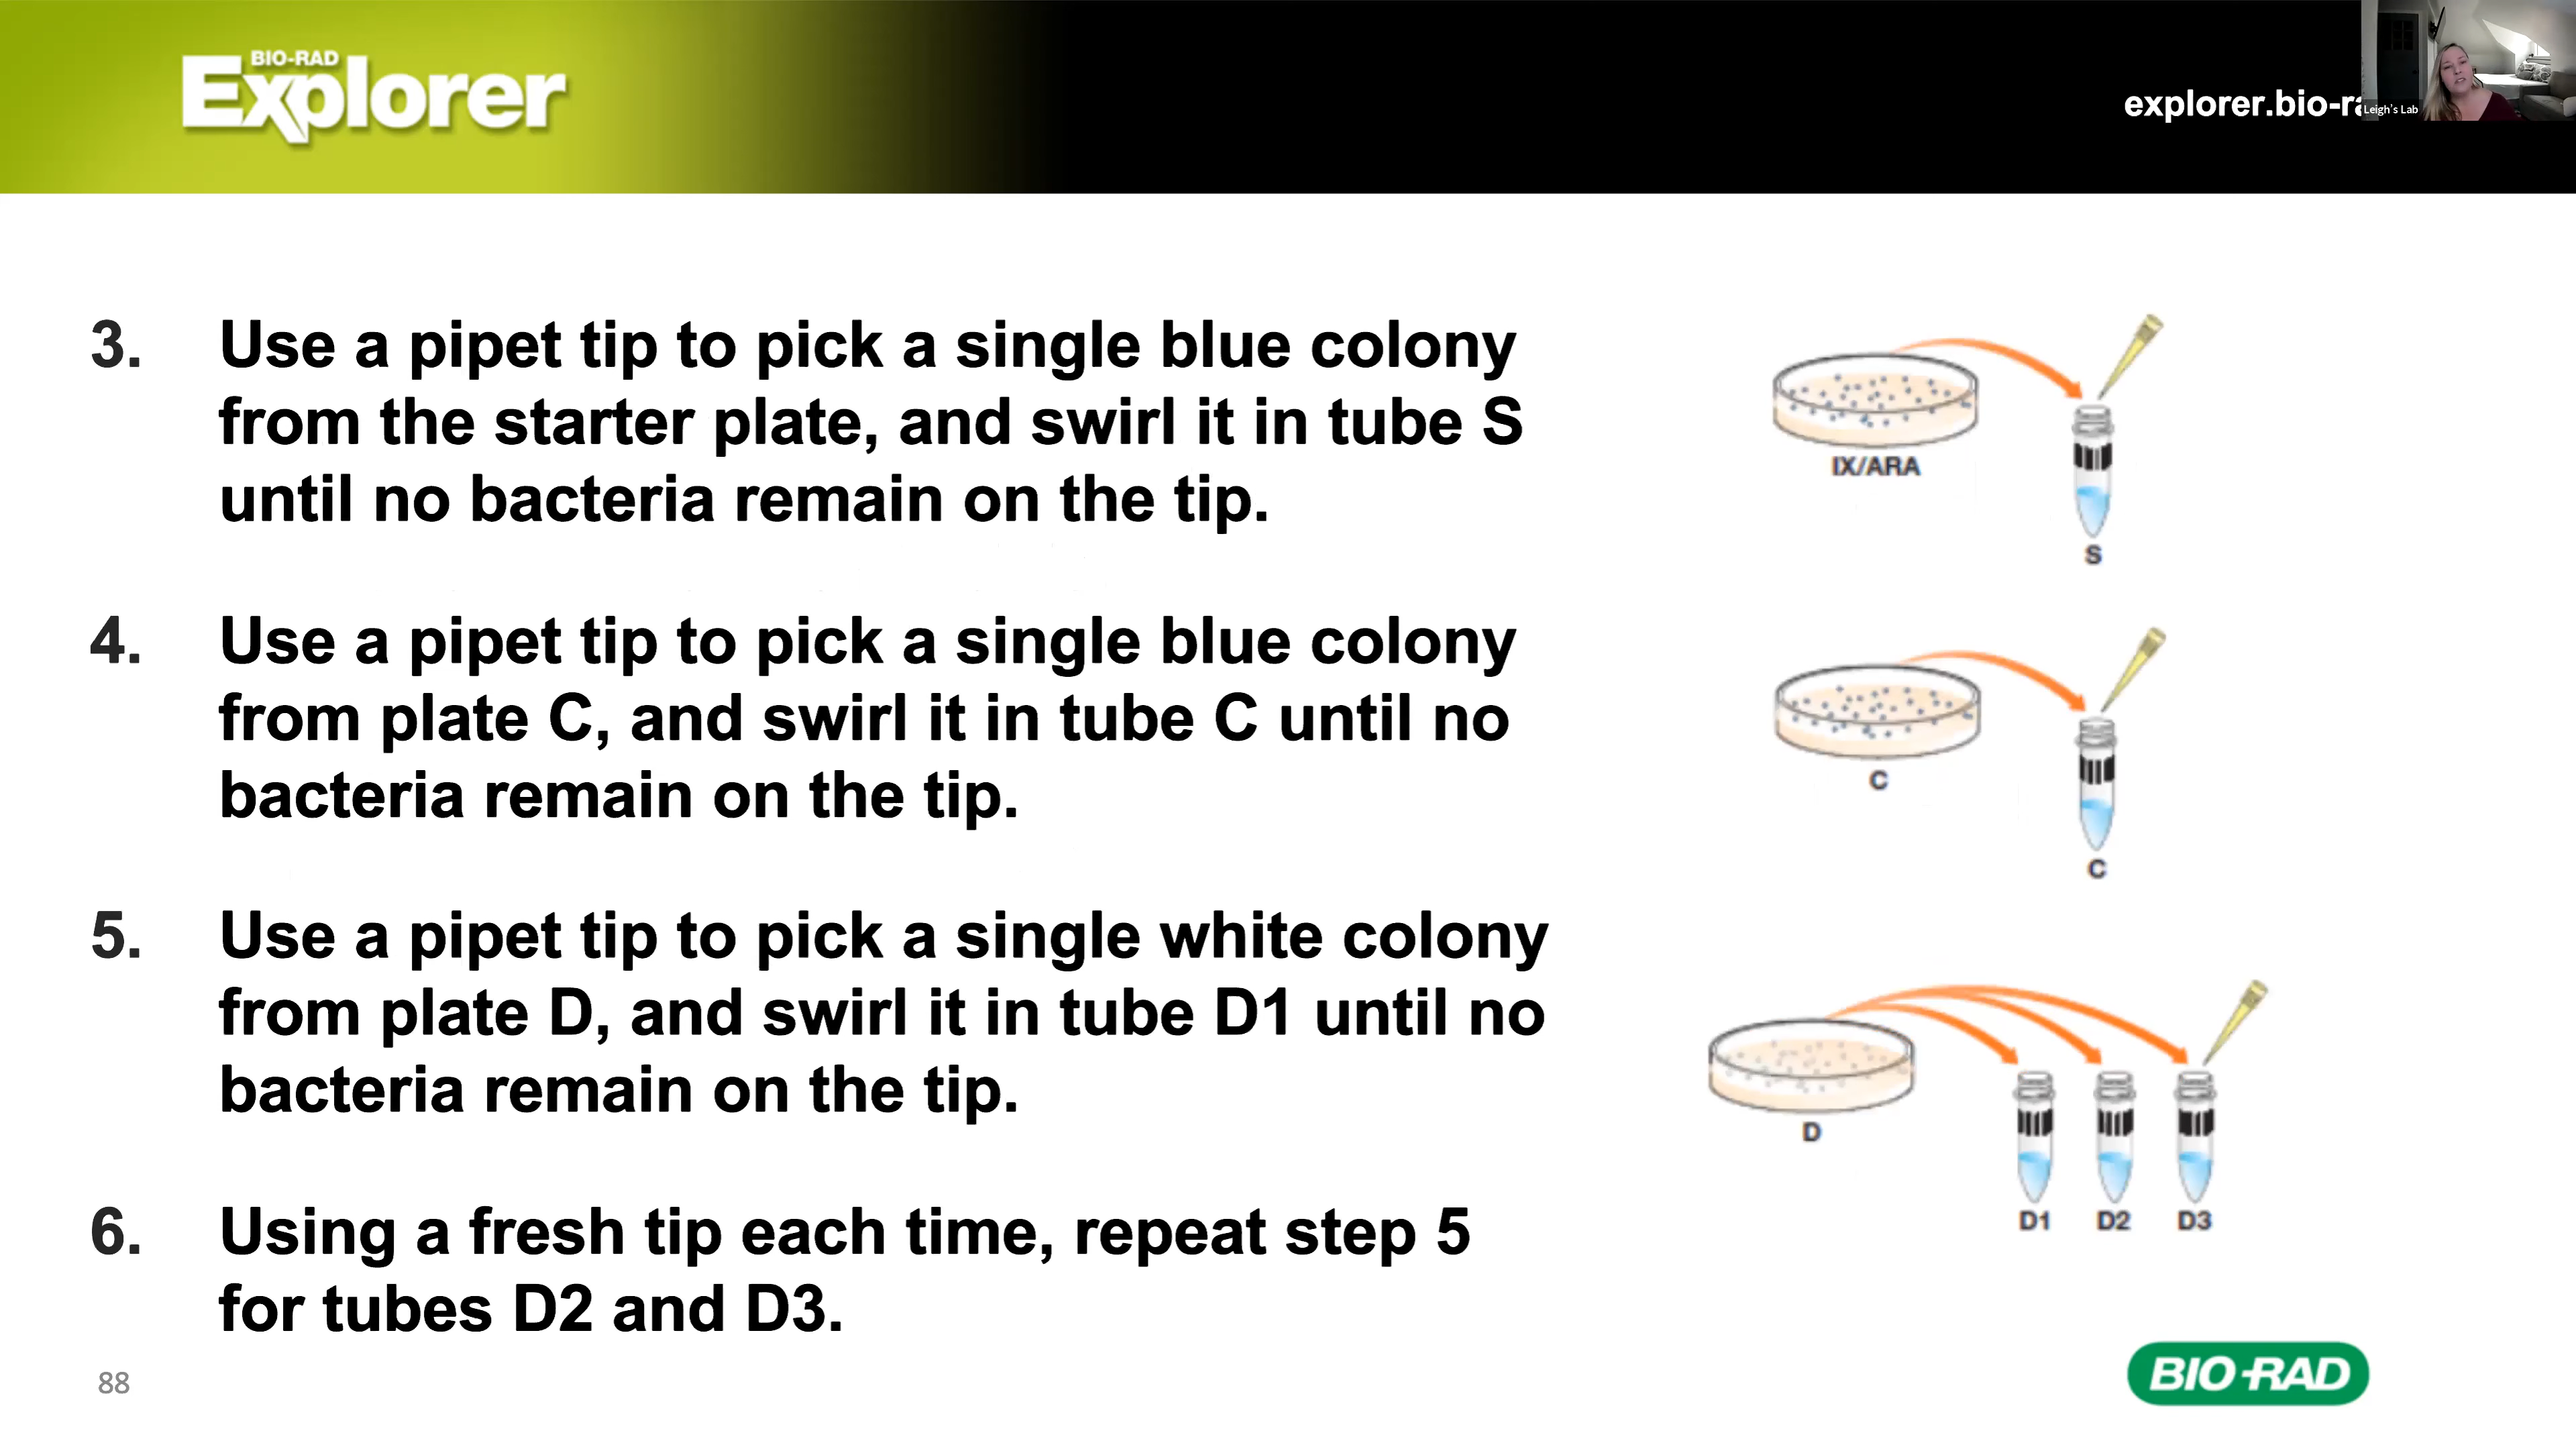 BIO-RAD
Explorer
explorer.bio-ra
Leigh's Lab
3. Use a pipet tip to pick a single blue colony
from the starter plate, and swirl it in tube S
until no bacteria remain on the tip.
IX/ARA
S
4. Use a pipet tip to pick a single blue colony
from plate C, and swirl it in tube C until no
bacteria remain on the tip.
C
C
5. Use a pipet tip to pick a single white colony
from plate D, and swirl it in tube D1 until no
bacteria remain on the tip.
D
D1 D2 D3
6. Using a fresh tip each time, repeat step 5
for tubes D2 and D3.
88
BIO-RAD